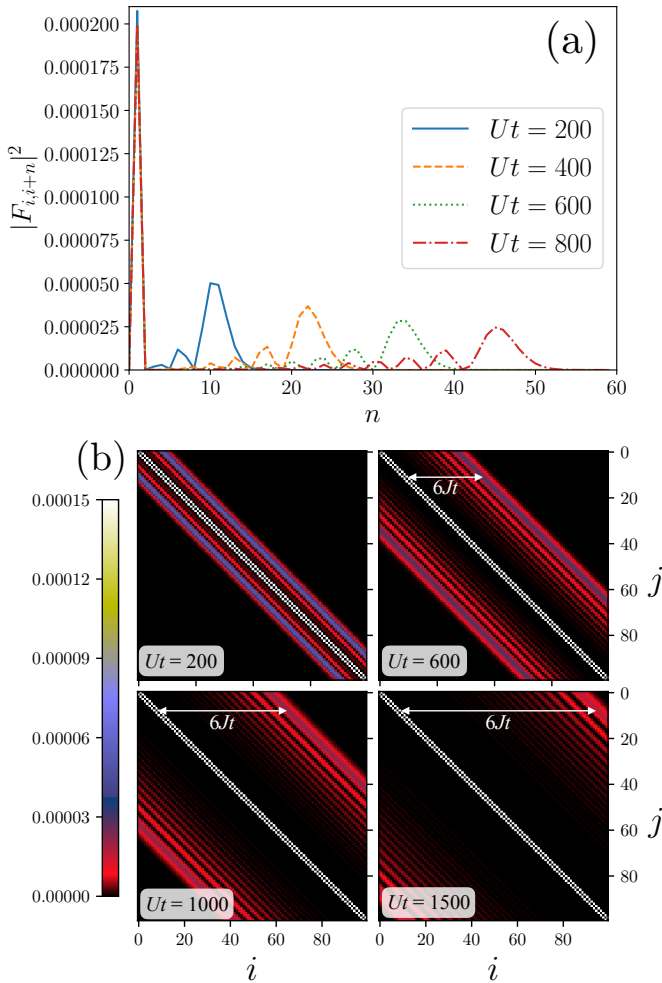 (a)
0.000200
0.000175
0.000150
0.000125
0.000100
0.000075
0.000050
0.000025
0.000000
|F_{i,i+n}|^2
Ut = 200
Ut = 400
Ut = 600
Ut = 800
0 10 20 30 40 50 60
n
(b)
0.00015
0.00012
0.00009
0.00006
0.00003
0.00000
Ut = 200
6Jt
Ut = 600
0
20
40
60
80
j
6Jt
Ut = 1000
6Jt
Ut = 1500
0
20
40
60
80
j
0 20 40 60 80
0 20 40 60 80
i
i